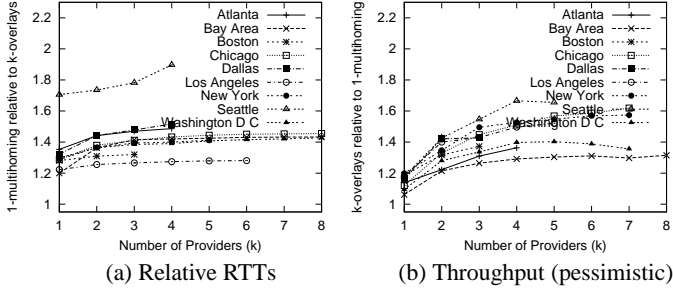 1-multihoming relative to k-overlays
2.2
2
1.8
1.6
1.4
1.2
1
1 2 3 4 5 6 7 8
Number of Providers (k)
Atlanta
Bay Area
Boston
Chicago
Dallas
Los Angeles
New York
Seattle
Washington D C
(a) Relative RTTs
k-overlays relative to 1-multihoming
2.2
2
1.8
1.6
1.4
1.2
1
1 2 3 4 5 6 7 8
Number of Providers (k)
Atlanta
Bay Area
Boston
Chicago
Dallas
Los Angeles
New York
Seattle
Washington D C
(b) Throughput (pessimistic)